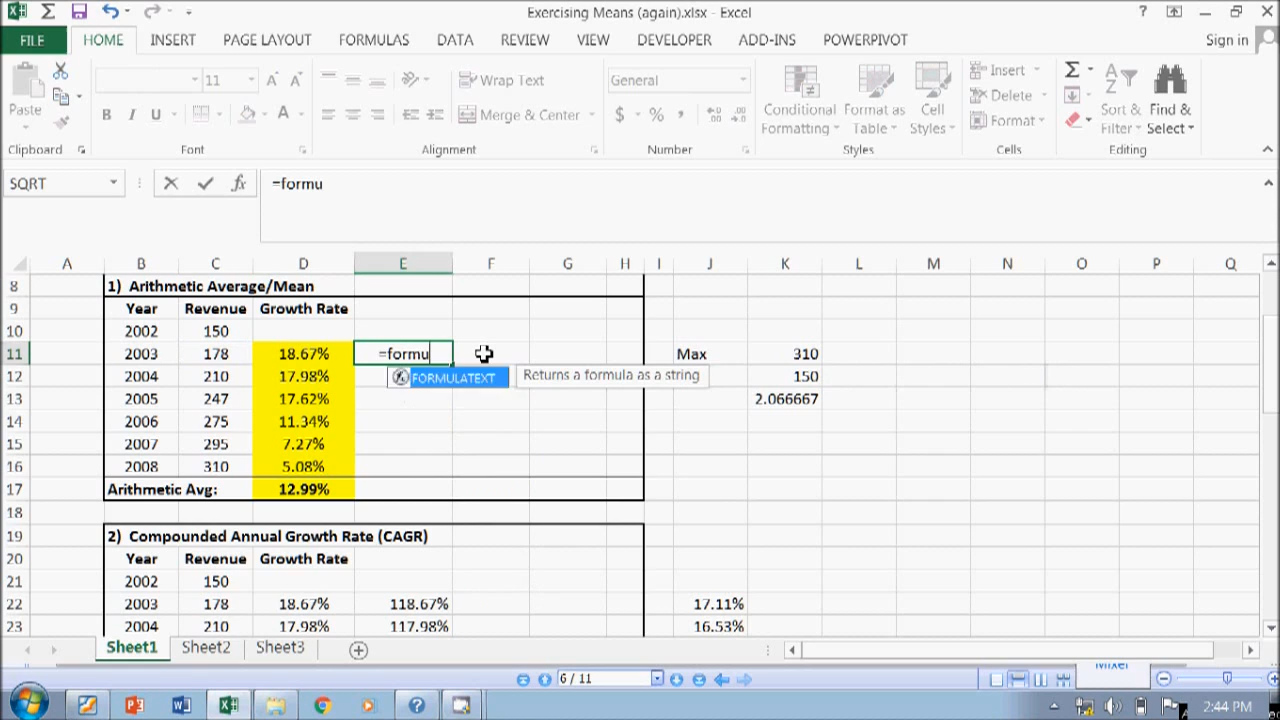 Exercising Means (again).xlsx - Excel
FILE HOME INSERT PAGE LAYOUT FORMULAS DATA REVIEW VIEW DEVELOPER ADD-INS POWERPIVOT Sign in
11 Wrap Text General Insert
Paste Conditional Format as Cell Delete Sort & Find &
B I U Merge & Center $ % , Formatting Table Styles Format Filter Select
Clipboard Font Alignment Number Styles Cells Editing
SQRT fx =formu
A B C D E F G H I J K L M N O P Q
8 1) Arithmetic Average/Mean
9 Year Revenue Growth Rate
10 2002 150
11 2003 178 18.67% =formu Max 310
12 2004 210 17.98% FORMULATEXT Returns a formula as a string 150
13 2005 247 17.62% 2.066667
14 2006 275 11.34%
15 2007 295 7.27%
16 2008 310 5.08%
17 Arithmetic Avg: 12.99%
18
19 2) Compounded Annual Growth Rate (CAGR)
20 Year Revenue Growth Rate
21 2002 150
22 2003 178 18.67% 118.67% 17.11%
23 2004 210 17.98% 117.98% 16.53%
Sheet1 Sheet2 Sheet3
6 / 11
2:44 PM